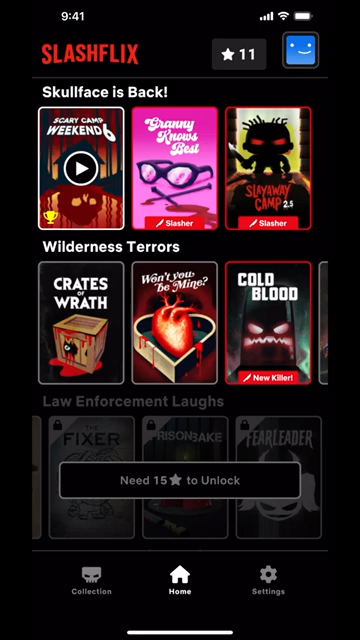 9:41
SLASHFLIX
11
Skullface is Back!
SCARY CAMP
WEEKEND 6
Granny
Knows
Best
Slasher
SLAYAWAY
CAMP 2.5
Slasher
Wilderness Terrors
CRATES
OF
WRATH
Won't you
be Mine?
COLD
BLOOD
New Killer!
Law Enforcement Laughs
THE
FIXER
PRISON BAKE
FEARLEADER
Need 15★ to Unlock
Collection
Home
Settings